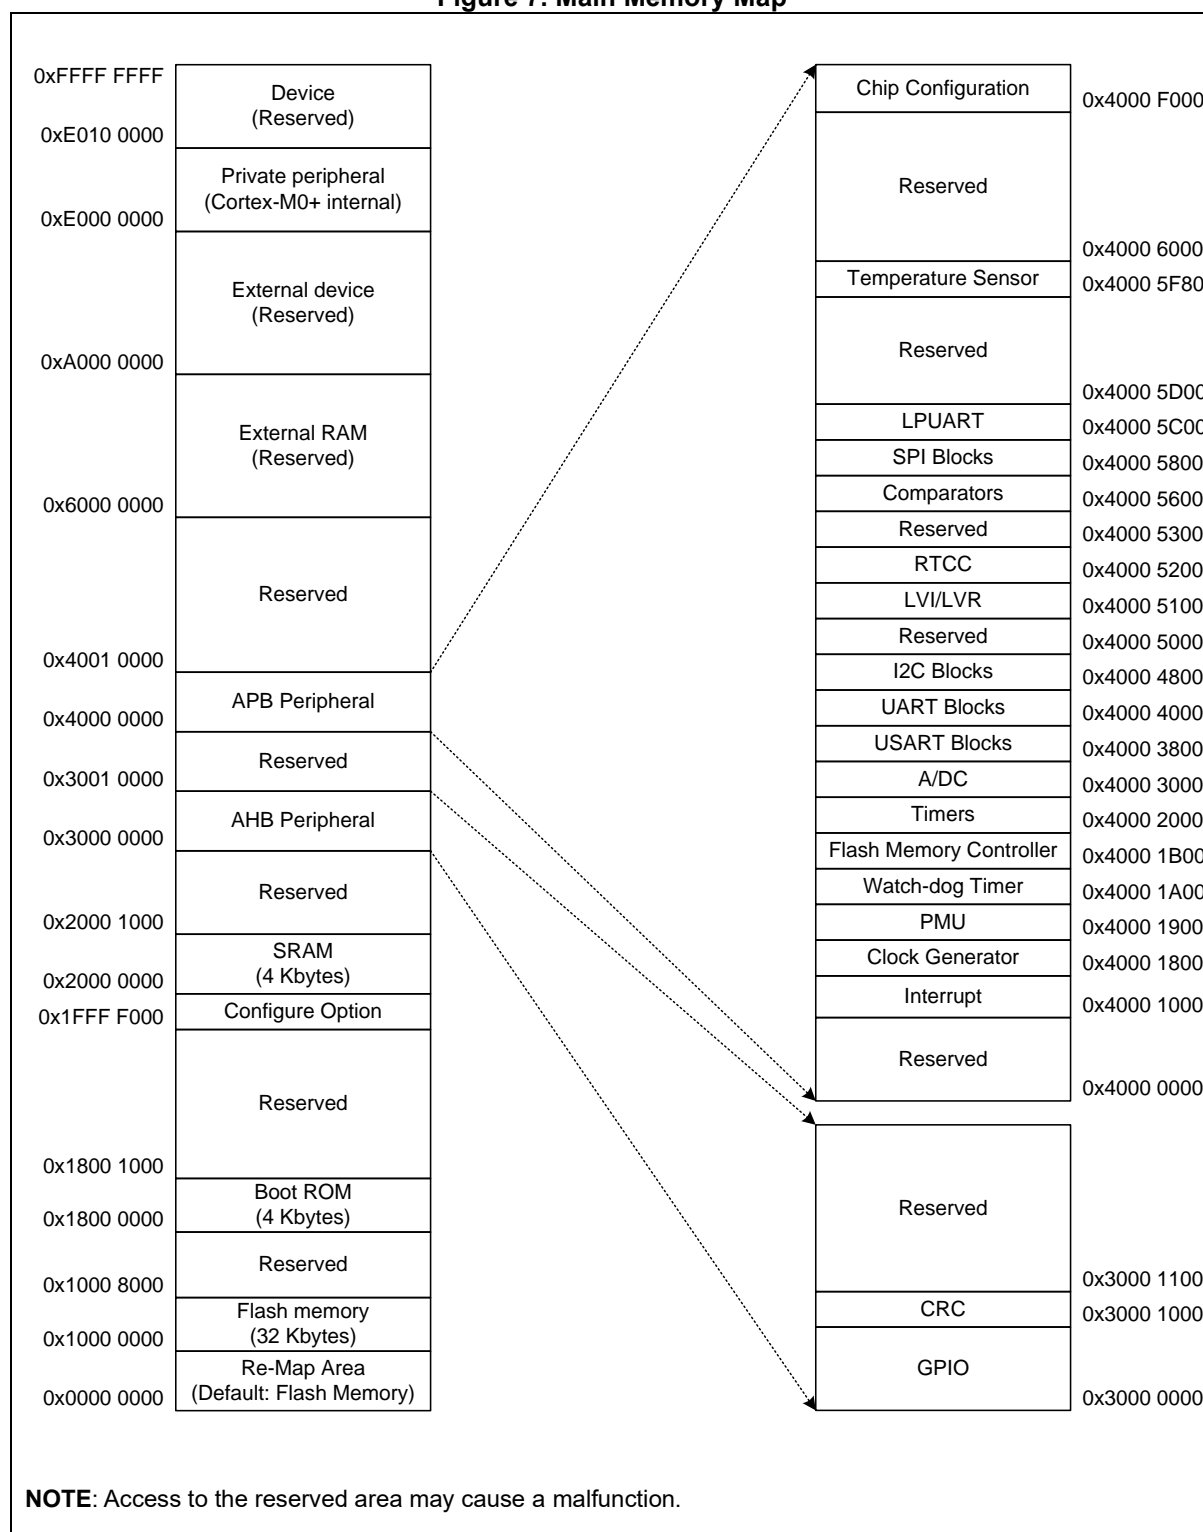 Figure 7. Main Memory Map
0xFFFF FFFF
Device
(Reserved)
0xE010 0000
Private peripheral
(Cortex-M0+ internal)
0xE000 0000
External device
(Reserved)
0xA000 0000
External RAM
(Reserved)
0x6000 0000
Reserved
0x4001 0000
APB Peripheral
0x4000 0000
Reserved
0x3001 0000
AHB Peripheral
0x3000 0000
Reserved
0x2000 1000
SRAM
(4 Kbytes)
0x2000 0000
Configure Option
0x1FFF F000
Reserved
0x1800 1000
Boot ROM
(4 Kbytes)
0x1800 0000
Reserved
0x1000 8000
Flash memory
(32 Kbytes)
0x1000 0000
Re-Map Area
(Default: Flash Memory)
0x0000 0000
Chip Configuration
0x4000 F000
Reserved
0x4000 6000
Temperature Sensor
0x4000 5F80
Reserved
0x4000 5D00
LPUART
0x4000 5C00
SPI Blocks
0x4000 5800
Comparators
0x4000 5600
Reserved
0x4000 5300
RTCC
0x4000 5200
LVI/LVR
0x4000 5100
Reserved
0x4000 5000
I2C Blocks
0x4000 4800
UART Blocks
0x4000 4000
USART Blocks
0x4000 3800
A/DC
0x4000 3000
Timers
0x4000 2000
Flash Memory Controller
0x4000 1B00
Watch-dog Timer
0x4000 1A00
PMU
0x4000 1900
Clock Generator
0x4000 1800
Interrupt
0x4000 1000
Reserved
0x4000 0000
Reserved
0x3000 1100
CRC
0x3000 1000
GPIO
0x3000 0000
NOTE: Access to the reserved area may cause a malfunction.